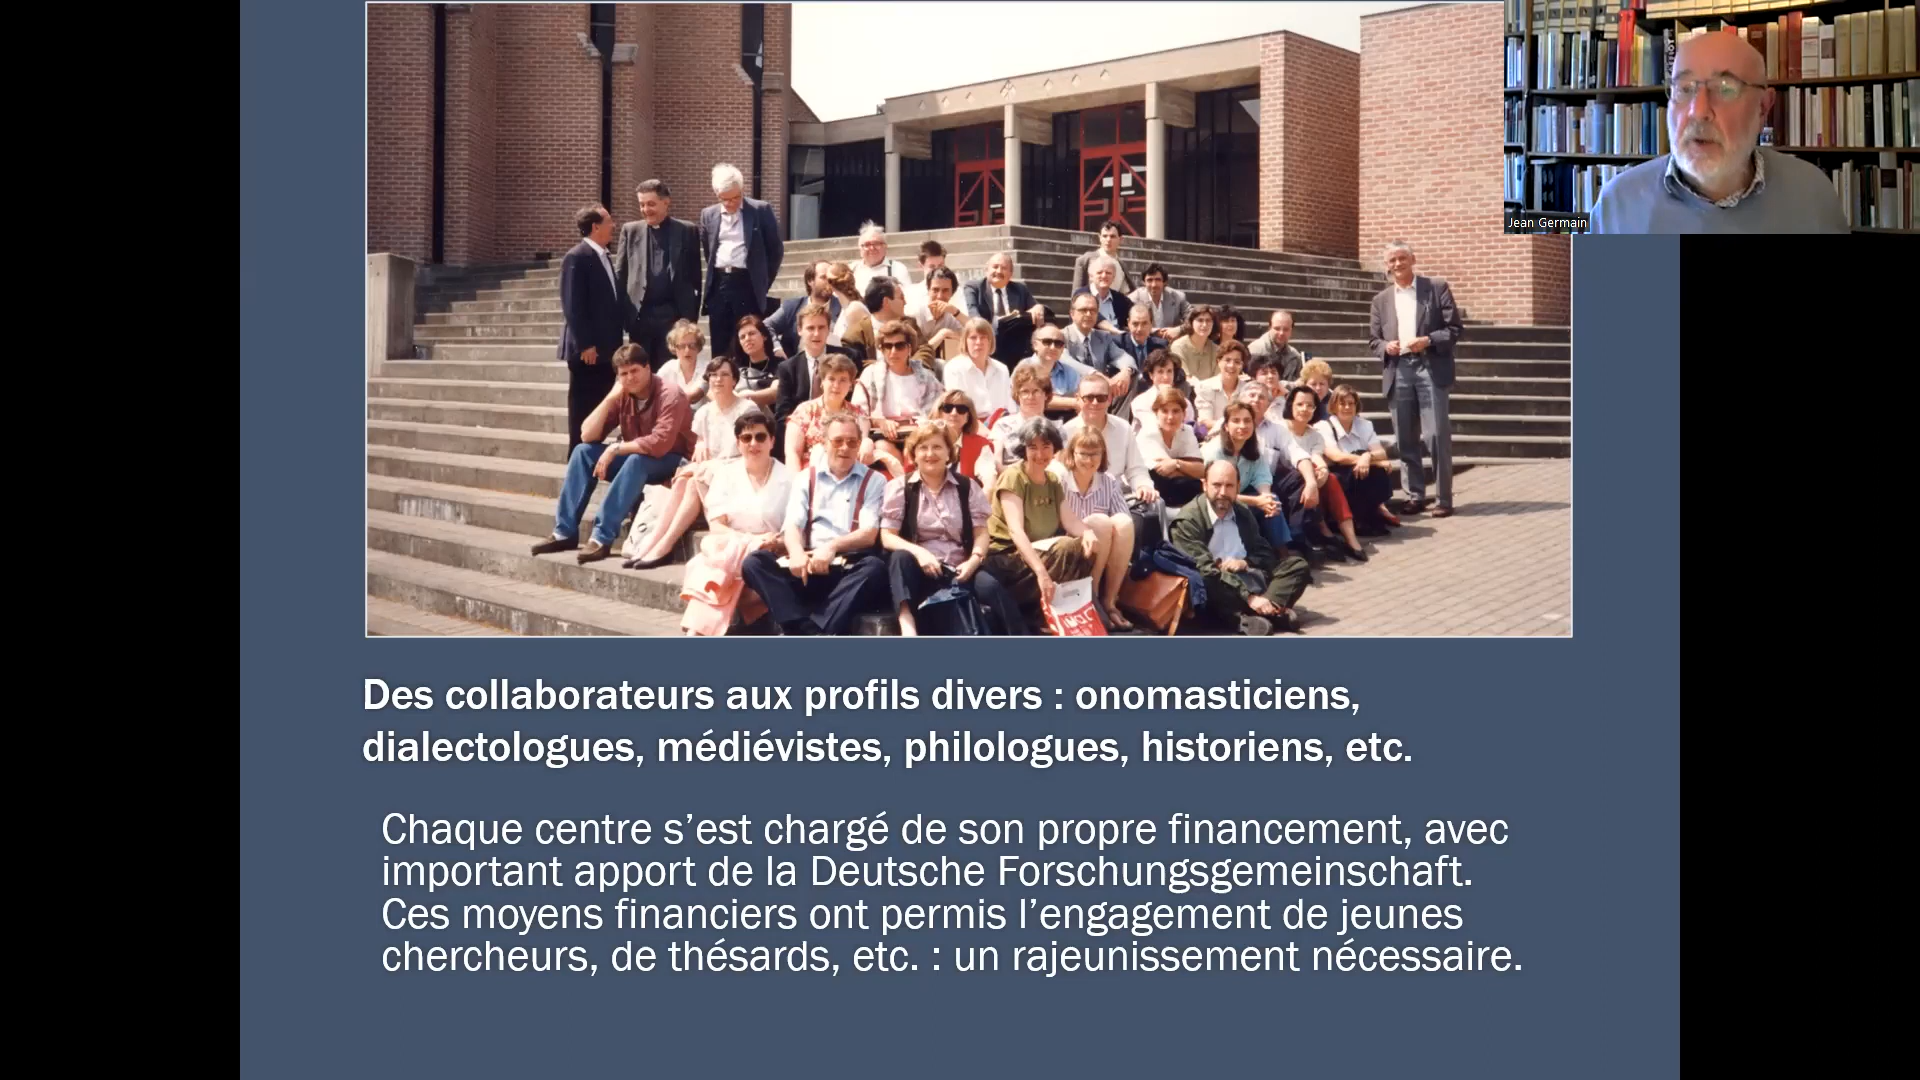 Jean Germain
Des collaborateurs aux profils divers : onomasticiens,
dialectologues, médiévistes, philologues, historiens, etc.
Chaque centre s’est chargé de son propre financement, avec
important apport de la Deutsche Forschungsgemeinschaft.
Ces moyens financiers ont permis l’engagement de jeunes
chercheurs, de thésards, etc. : un rajeunissement nécessaire.